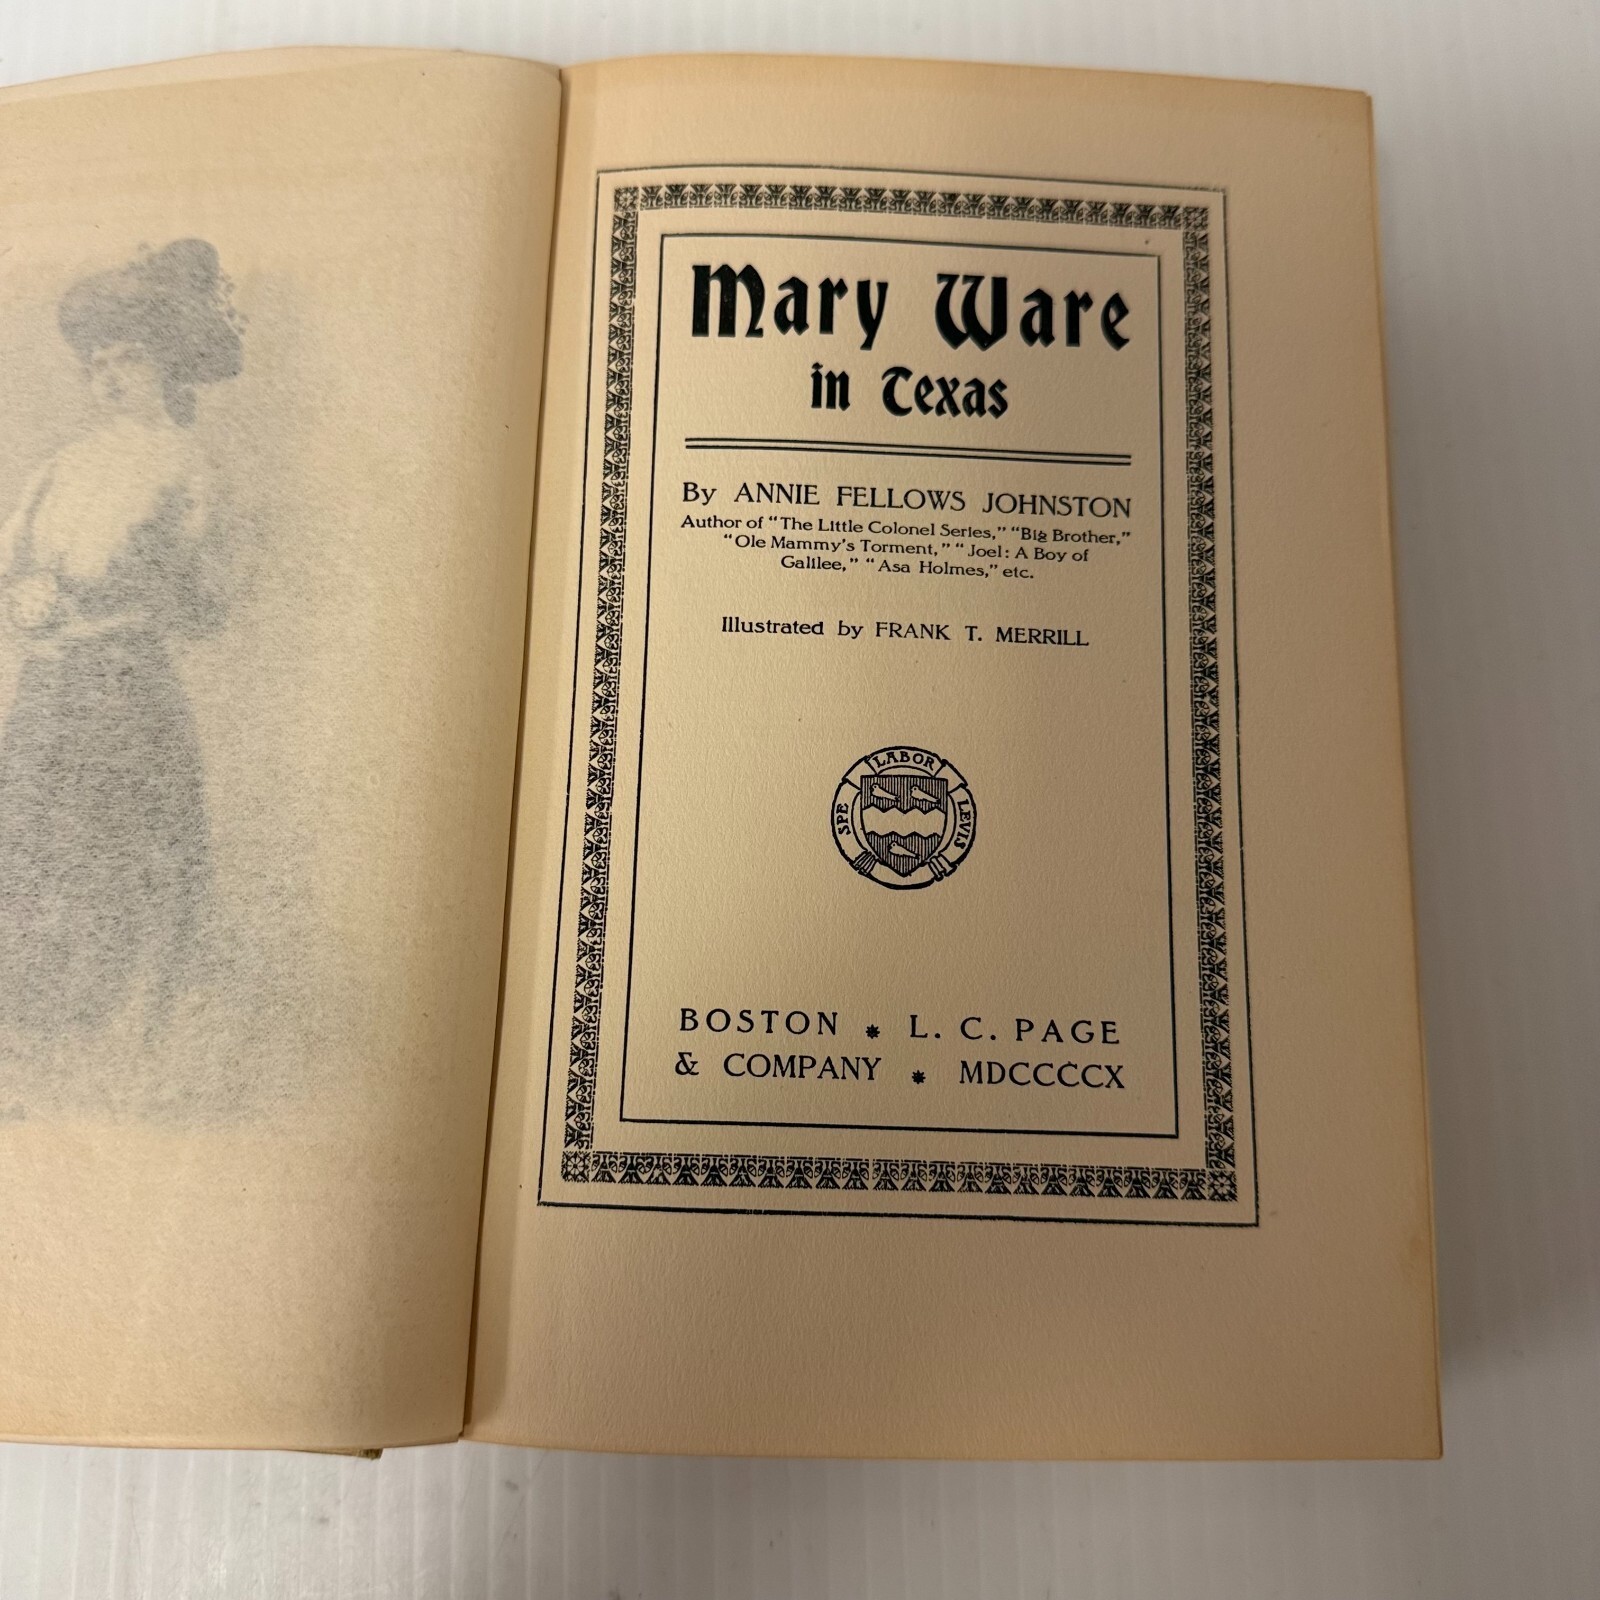 Mary Ware
in Texas
By ANNIE FELLOWS JOHNSTON
Author of "The Little Colonel Series," "Big Brother,"
"Ole Mammy's Torment," "Joel: A Boy of
Galilee," "Asa Holmes," etc.
Illustrated by FRANK T. MERRILL
SPE LABOR LEVIS
BOSTON * L. C. PAGE
& COMPANY * MDCCCCX